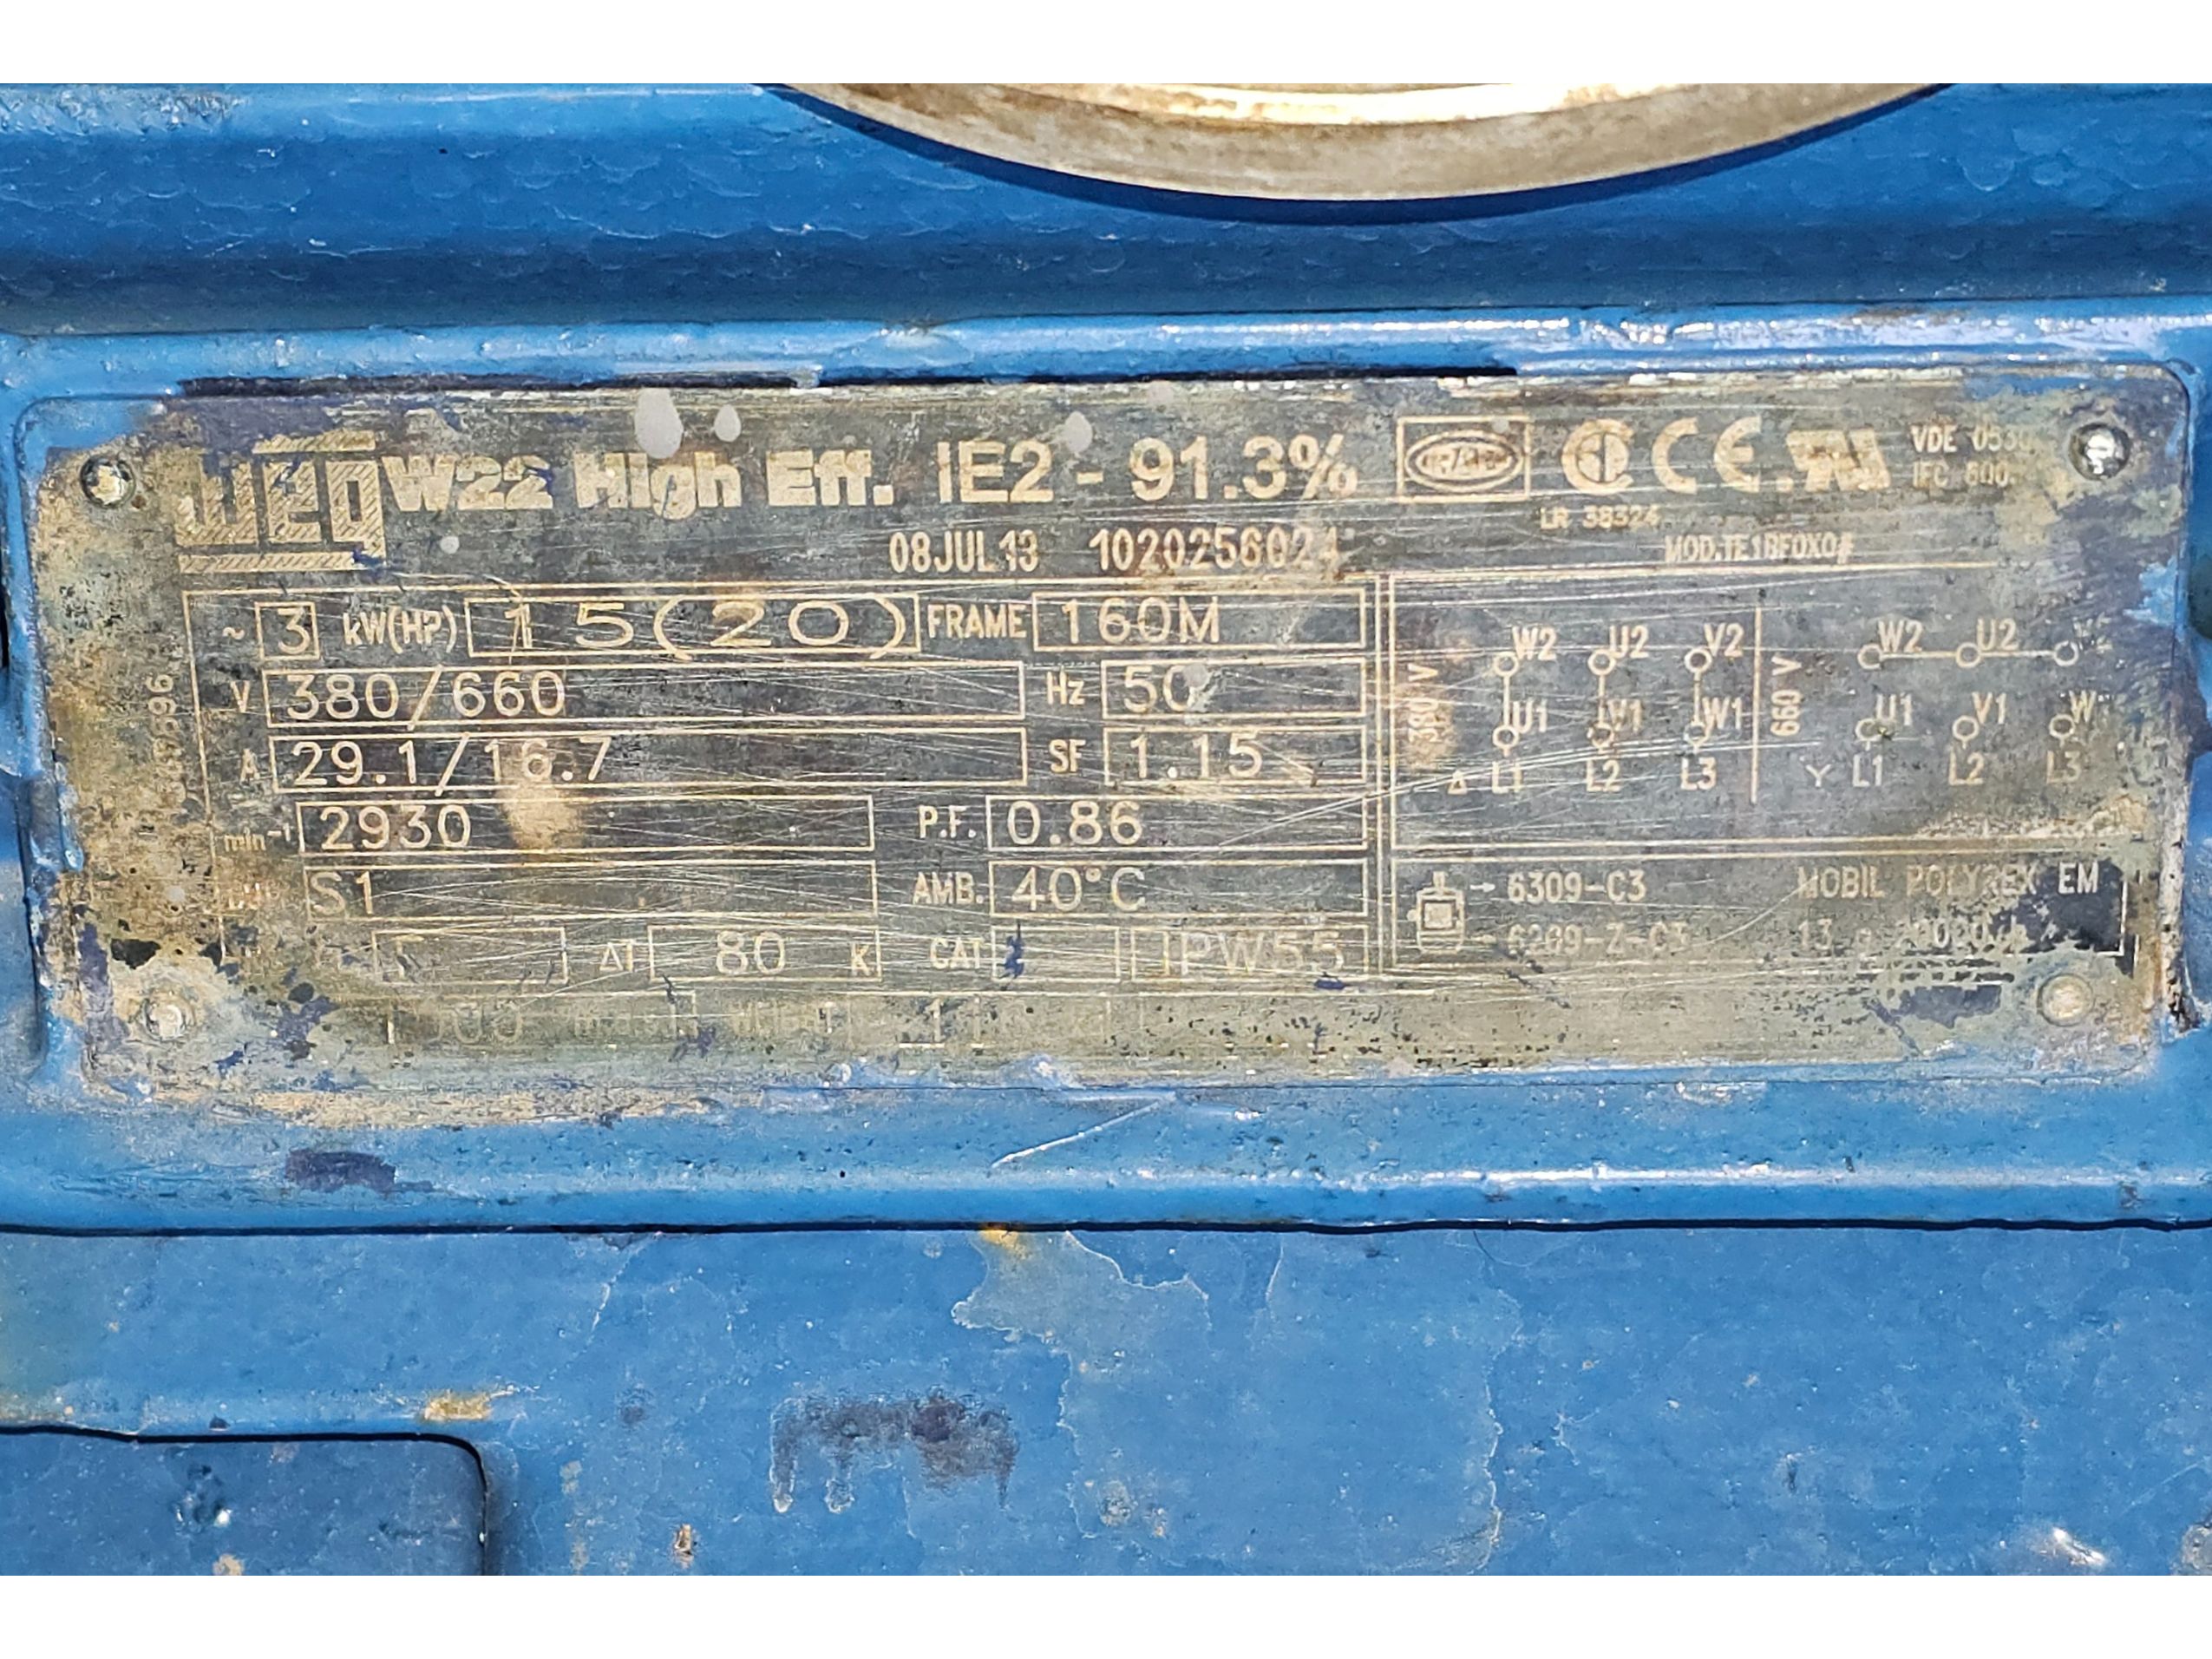 weg W22 High Eff. IE2 - 91.3% CE VDE
LR 38324
08JUL13 1020256024 MOD.TE1BF0X0#
~ 3 kW(HP) 15(20) FRAME 160M
V 380/660 Hz 50
A 29.1/16.7 SF 1.15
min-1 2930 P.F. 0.86
S1 AMB. 40°C
ΔT 80 K CAT IPW55
380 V W2 U2 V2
U1 V1 W1
Δ L1 L2 L3
660 V W2 U2
U1 V1
Y L1 L2 L3
6309-C3 MOBIL POLYREX EM
6209-Z-C3 13 g